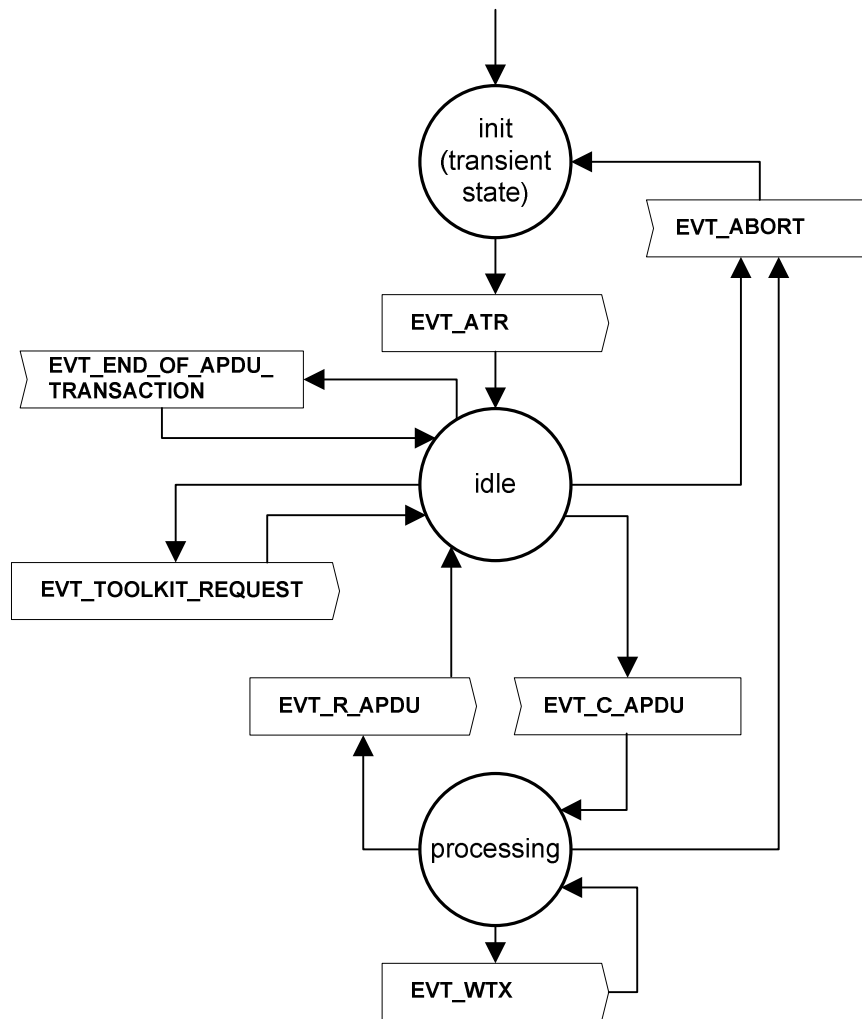 init
(transient
state)
EVT_ABORT
EVT_ATR
EVT_END_OF_APDU_
TRANSACTION
idle
EVT_TOOLKIT_REQUEST
EVT_R_APDU
EVT_C_APDU
processing
EVT_WTX